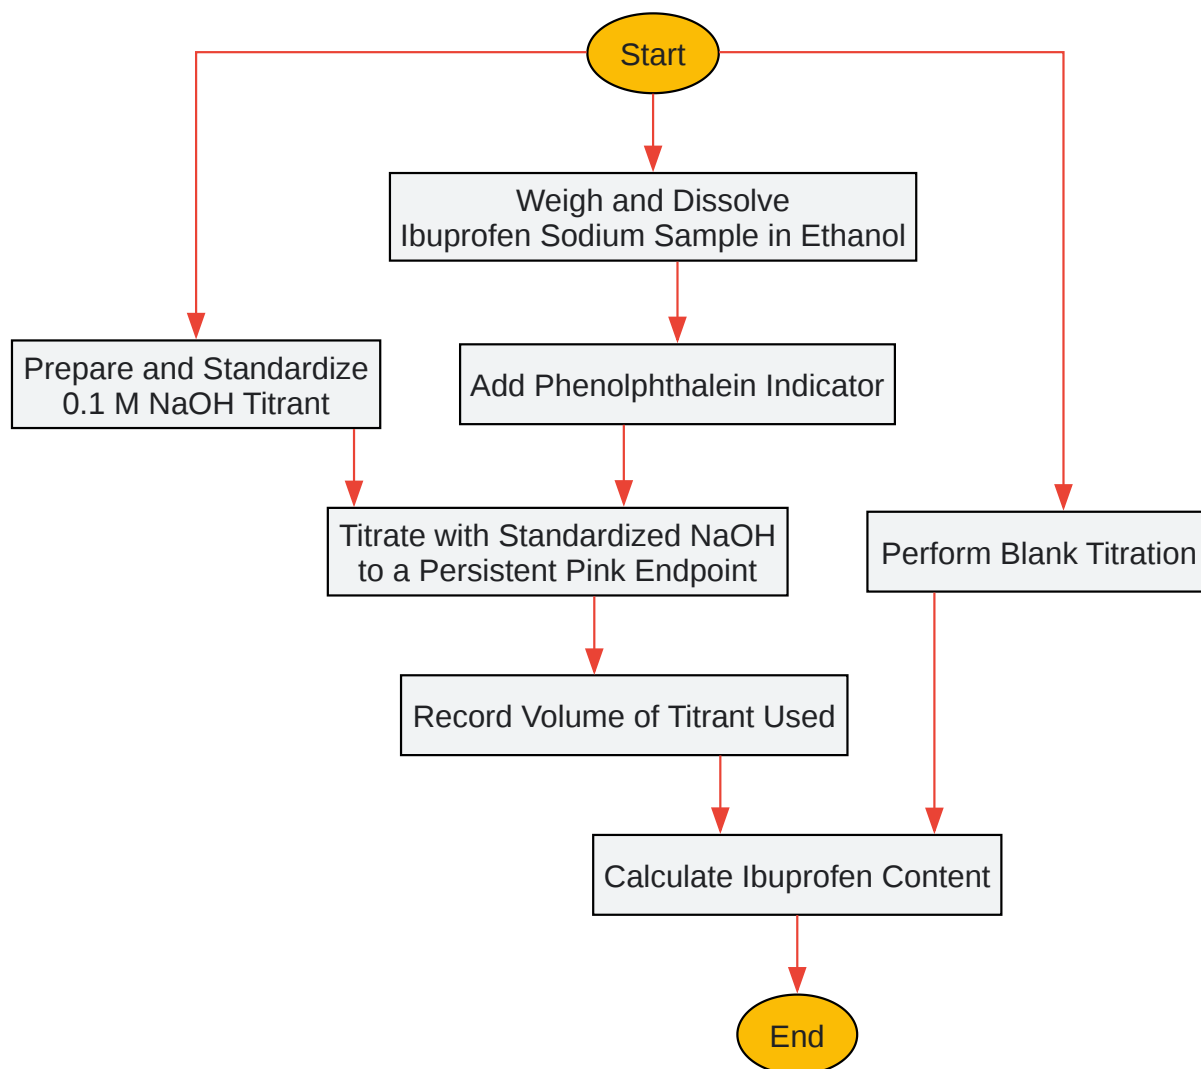 Start
Weigh and Dissolve
Ibuprofen Sodium Sample in Ethanol
Prepare and Standardize
0.1 M NaOH Titrant
Add Phenolphthalein Indicator
Titrate with Standardized NaOH
to a Persistent Pink Endpoint
Perform Blank Titration
Record Volume of Titrant Used
Calculate Ibuprofen Content
End